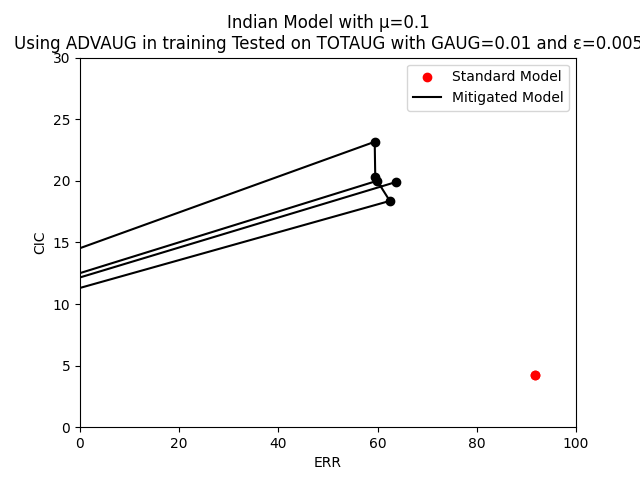 Indian Model with μ=0.1
Using ADVAUG in training Tested on TOTAUG with GAUG=0.01 and ε=0.005
Standard Model
Mitigated Model
30
25
20
15
10
5
0
CIC
0 20 40 60 80 100
ERR